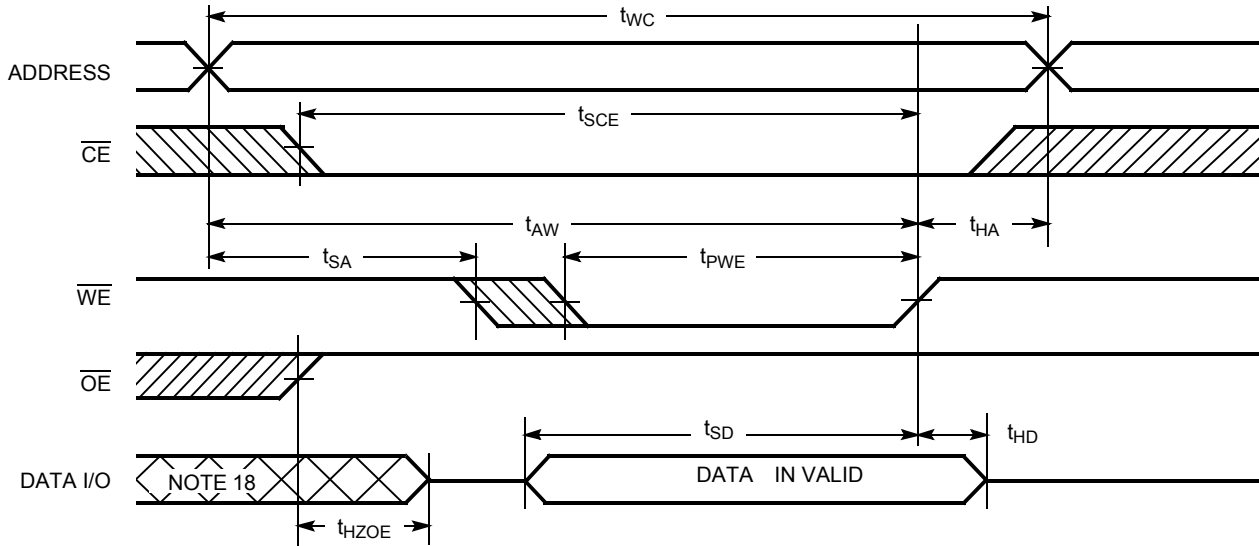 tWC
ADDRESS
tSCE
CE
tAW
tHA
tSA
tPWE
WE
OE
tSD
tHD
DATA I/O
NOTE 18
DATA IN VALID
tHZOE